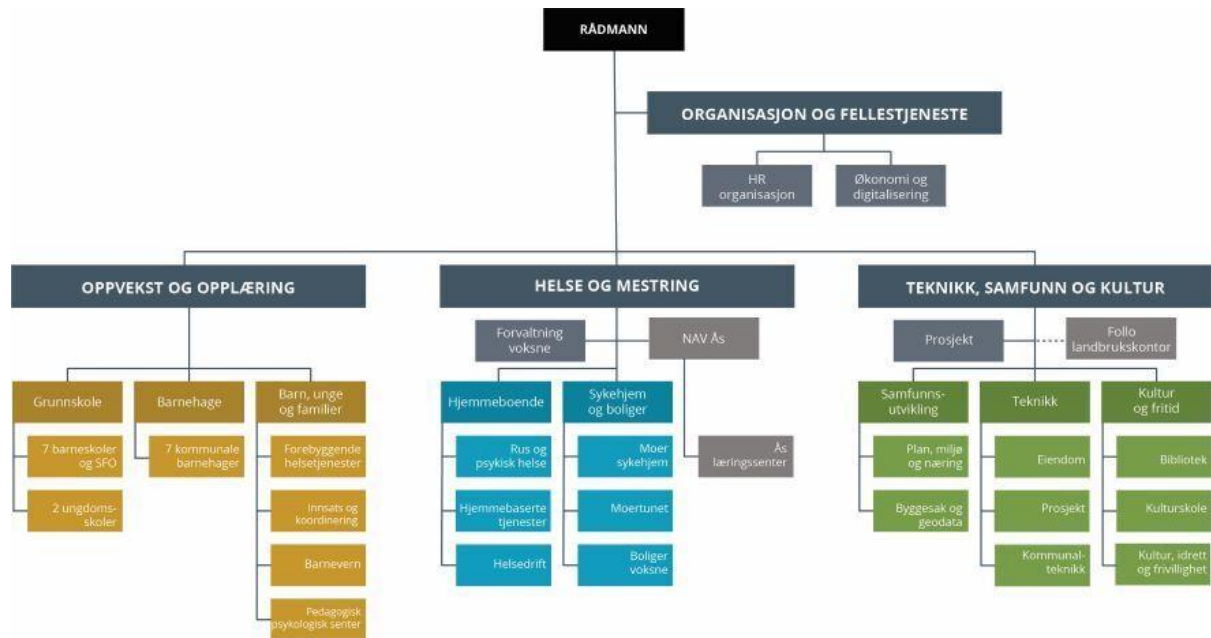 RÅDMANN
ORGANISASJON OG FELLESTJENESTE
HR
organisasjon
Økonomi og
digitalisering
OPPVEKST OG OPPLÆRING
Grunnskole
7 barneskoler
og SFO
2 ungdoms-
skoler
Barnehage
7 kommunale
barnehager
Barn, unge
og familier
Forebyggende
helsetjenester
Innsats og
koordinering
Barnevern
Pedagogisk
psykologisk senter
HELSE OG MESTRING
Forvaltning
voksne
NAV Ås
Hjemmeboende
Rus og
psykisk helse
Hjemmebaserte
tjenester
Helsedrift
Sykehjem
og boliger
Moer
sykehjem
Moertunet
Boliger
voksne
Ås
læringssenter
TEKNIKK, SAMFUNN OG KULTUR
Prosjekt
Follo
landbrukskontor
Samfunns-
utvikling
Plan, miljø
og næring
Byggesak og
geodata
Teknikk
Eiendom
Prosjekt
Kommunal-
teknikk
Kultur
og fritid
Bibliotek
Kulturskole
Kultur, idrett
og frivillighet